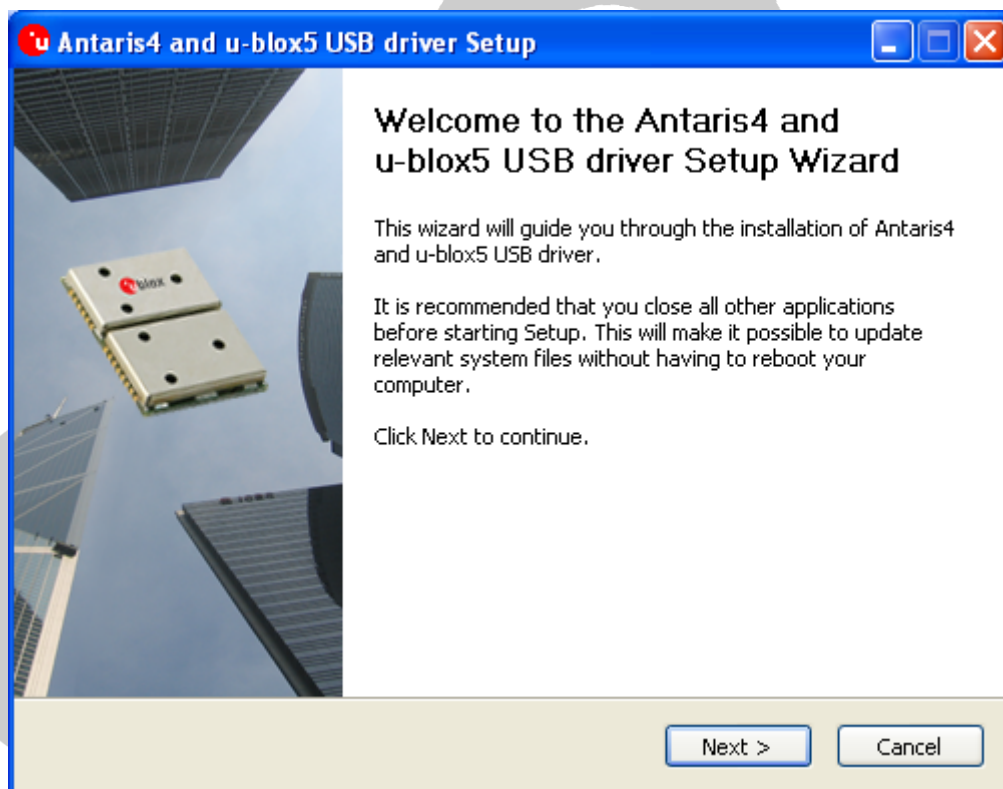 Antaris4 and u-blox5 USB driver Setup
Welcome to the Antaris4 and
u-blox5 USB driver Setup Wizard
This wizard will guide you through the installation of Antaris4
and u-blox5 USB driver.
It is recommended that you close all other applications
before starting Setup. This will make it possible to update
relevant system files without having to reboot your
computer.
Click Next to continue.
ublox
Next >
Cancel